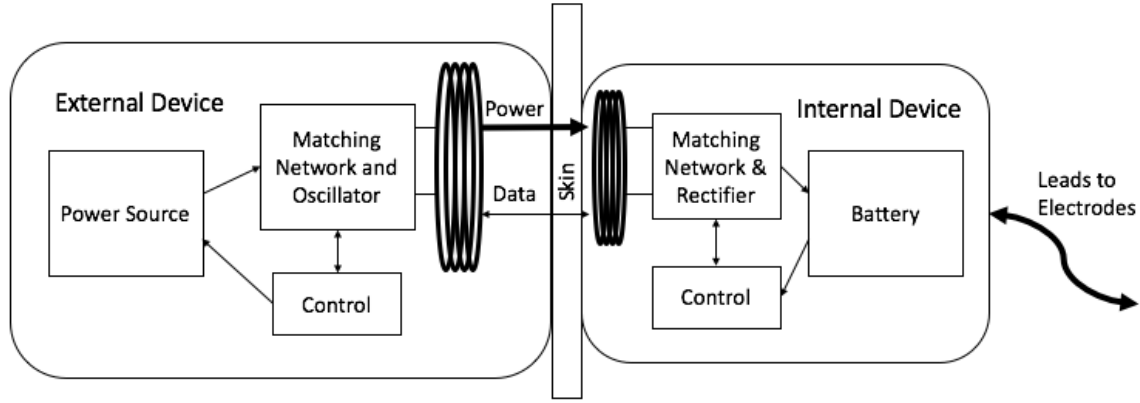 External Device
Power Source
Matching
Network and
Oscillator
Control
Power
Data
Skin
Internal Device
Matching
Network &
Rectifier
Control
Battery
Leads to
Electrodes